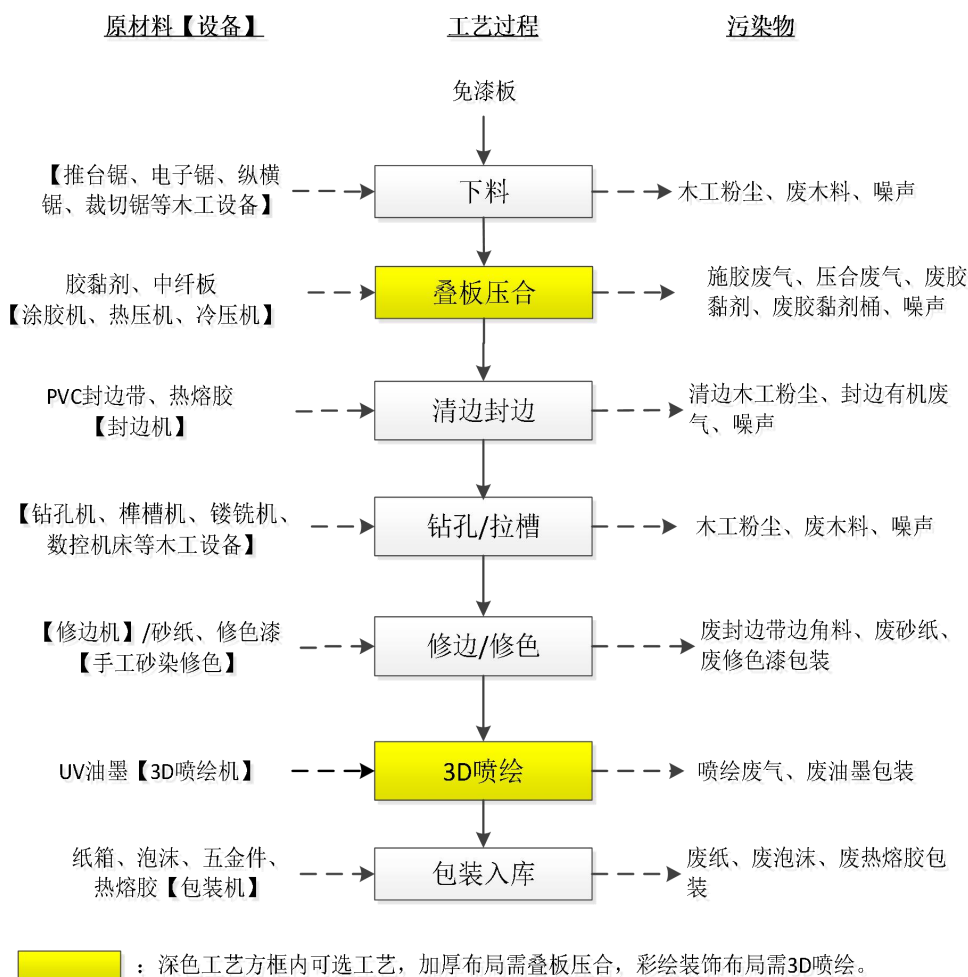 原材料【设备】 工艺过程 污染物
免漆板
【推台锯、电子锯、纵横
锯、裁切锯等木工设备】
下料
木工粉尘、废木料、噪声
胶黏剂、中纤板
【涂胶机、热压机、冷压机】
叠板压合
施胶废气、压合废气、废胶
黏剂、废胶黏剂桶、噪声
PVC封边带、热熔胶
【封边机】
清边封边
清边木工粉尘、封边有机废
气、噪声
【钻孔机、榫槽机、镂铣机、
数控机床等木工设备】
钻孔/拉槽
木工粉尘、废木料、噪声
【修边机】/砂纸、修色漆
【手工砂染修色】
修边/修色
废封边带边角料、废砂纸、
废修色漆包装
UV油墨【3D喷绘机】
3D喷绘
喷绘废气、废油墨包装
纸箱、泡沫、五金件、
热熔胶【包装机】
包装入库
废纸、废泡沫、废热熔胶包
装
：深色工艺方框内可选工艺，加厚布局需叠板压合，彩绘装饰布局需3D喷绘。